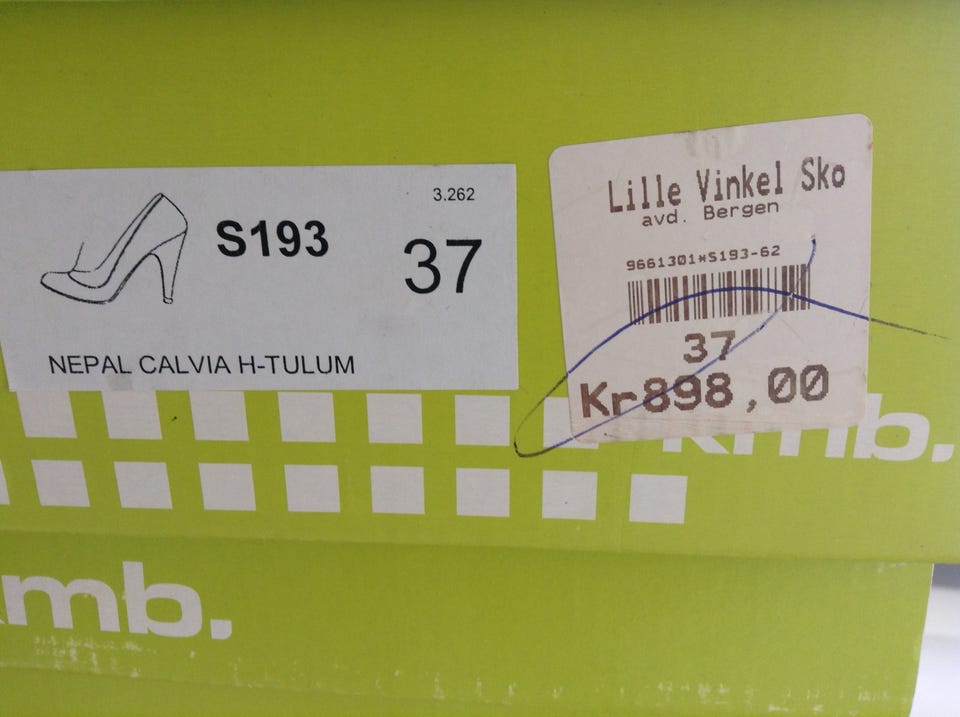 3.262
S193
37
NEPAL CALVIA H-TULUM
Lille Vinkel Sko
avd. Bergen
9661301*S193-62
37
Kr898,00
kmb.
kmb.